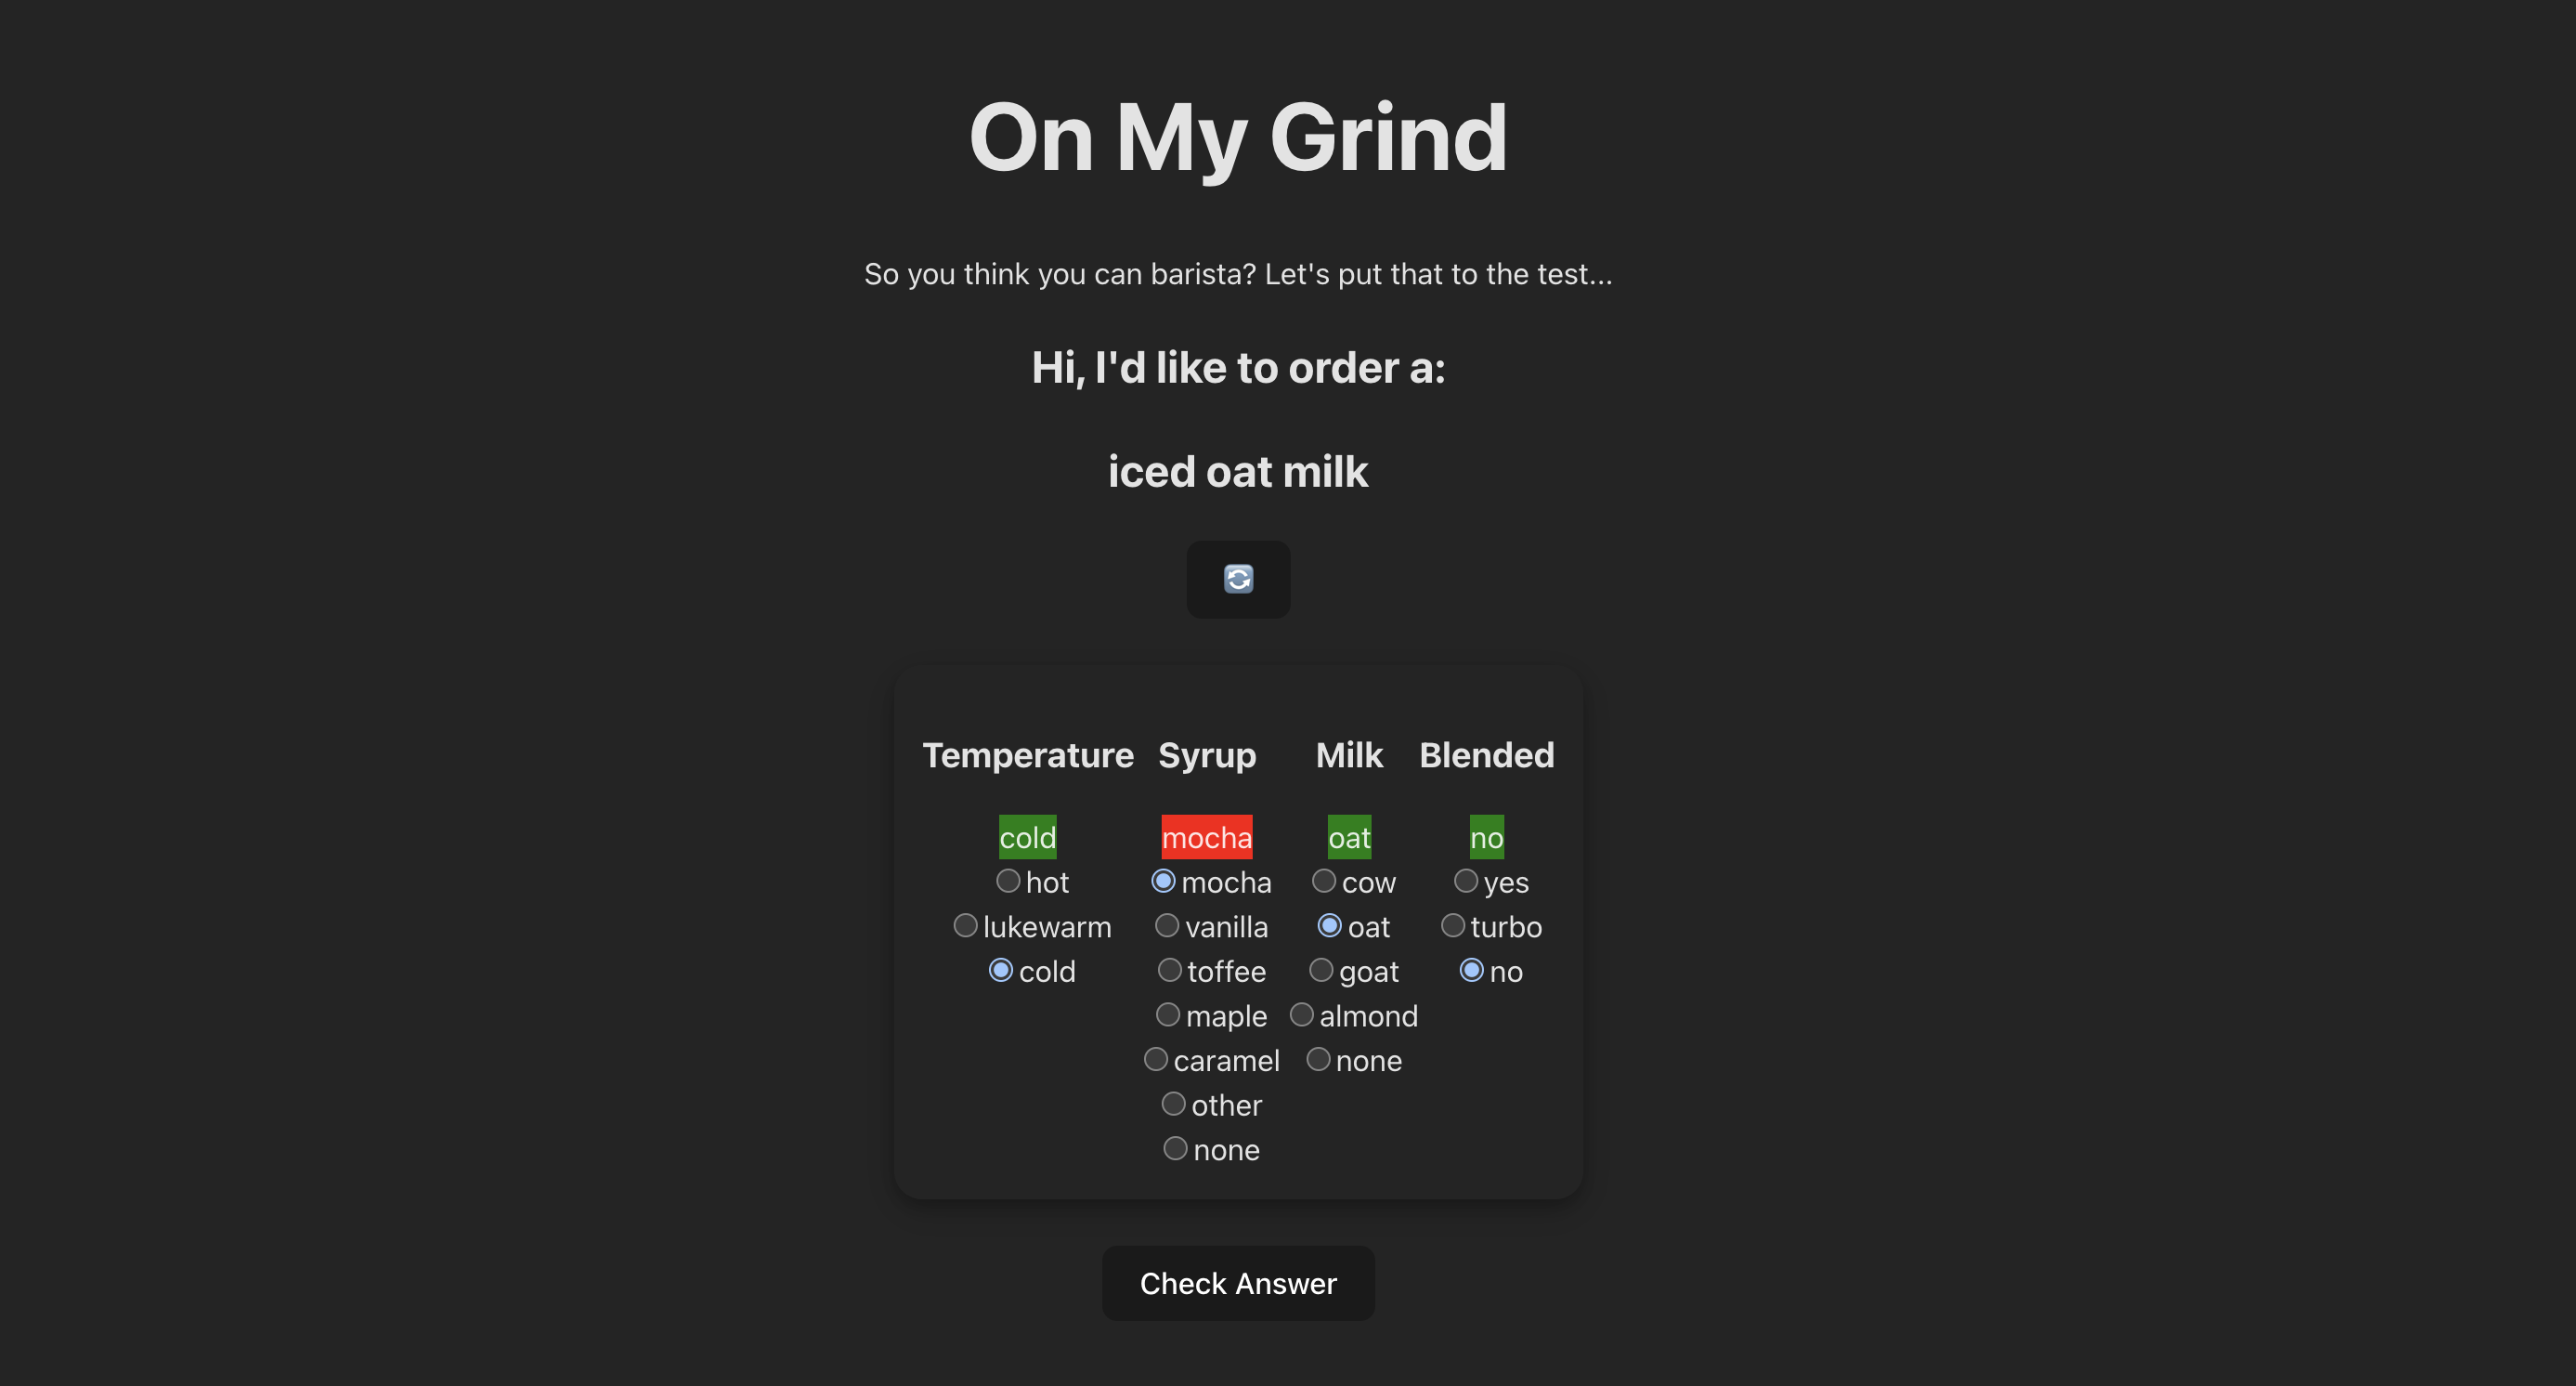 On My Grind
So you think you can barista? Let's put that to the test...
Hi, I'd like to order a:
iced oat milk
Temperature Syrup Milk Blended
cold mocha oat no
hot mocha cow yes
lukewarm vanilla oat turbo
cold toffee goat no
maple almond
caramel none
other
none
Check Answer